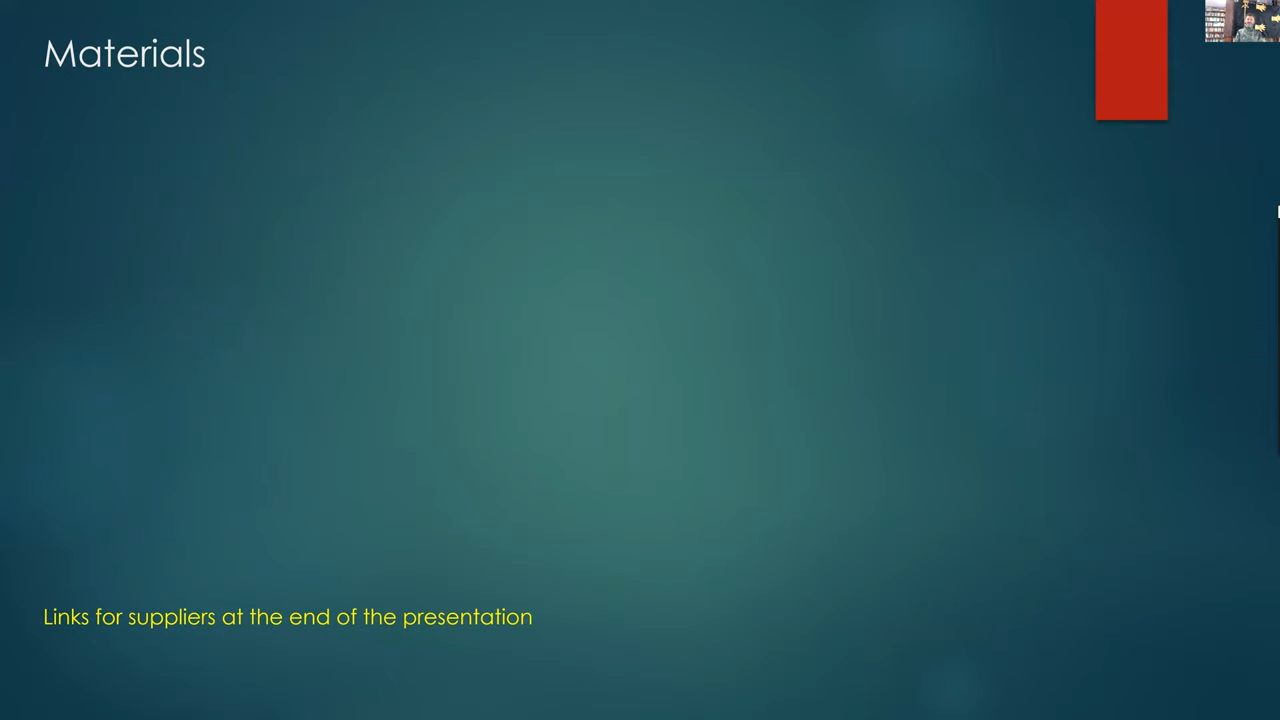 Materials
Links for suppliers at the end of the presentation